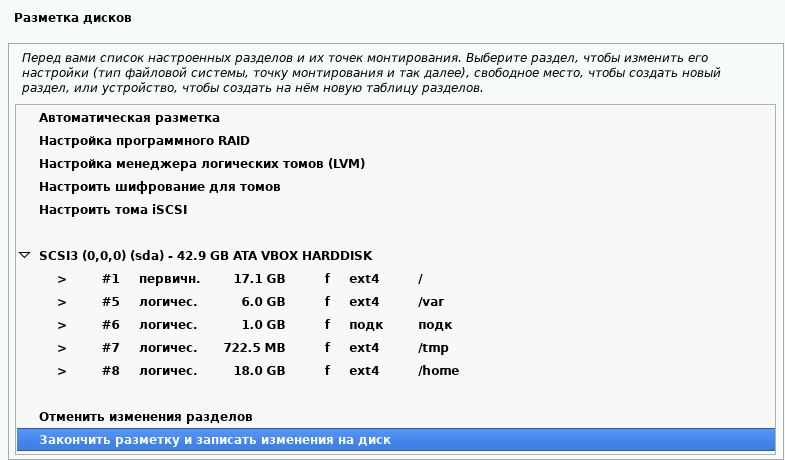 Разметка дисков
Перед вами список настроенных разделов и их точек монтирования. Выберите раздел, чтобы изменить его
настройки (тип файловой системы, точку монтирования и так далее), свободное место, чтобы создать новый
раздел, или устройство, чтобы создать на нём новую таблицу разделов.
Автоматическая разметка
Настройка программного RAID
Настройка менеджера логических томов (LVM)
Настроить шифрование для томов
Настроить тома iSCSI
SCSI3 (0,0,0) (sda) - 42.9 GB ATA VBOX HARDDISK
> #1 первичн. 17.1 GB f ext4 /
> #5 логичес. 6.0 GB f ext4 /var
> #6 логичес. 1.0 GB f подк подк
> #7 логичес. 722.5 MB f ext4 /tmp
> #8 логичес. 18.0 GB f ext4 /home
Отменить изменения разделов
Закончить разметку и записать изменения на диск